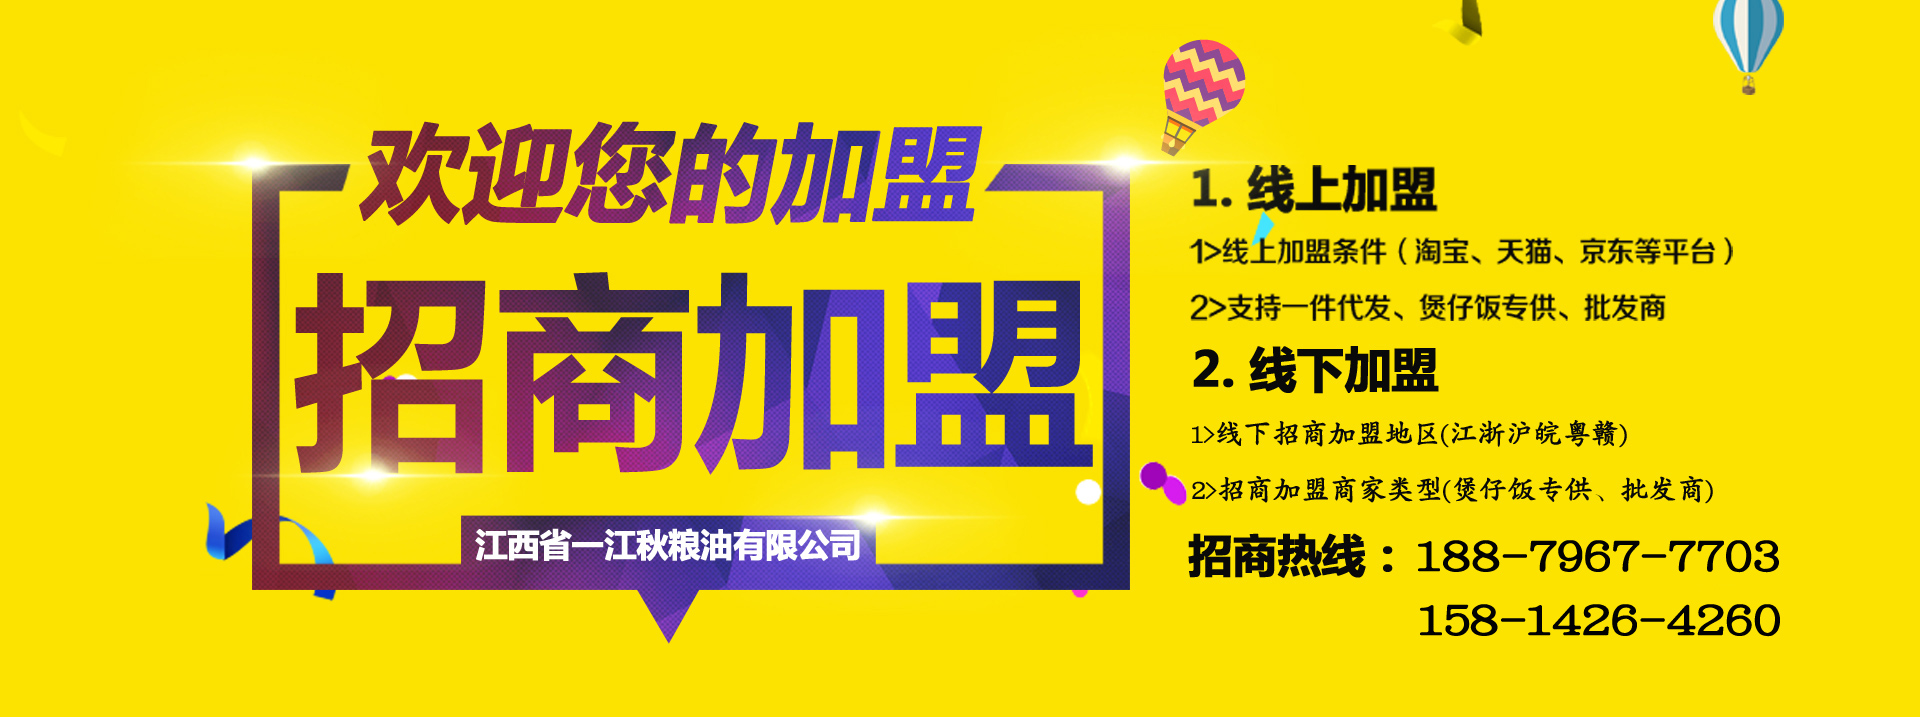 欢迎您的加盟
招商加盟
江西省一江秋粮油有限公司
1. 线上加盟
1>线上加盟条件（淘宝、天猫、京东等平台）
2>支持一件代发、煲仔饭专供、批发商
2. 线下加盟
1>线下招商加盟地区(江浙沪皖粤赣)
2>招商加盟商家类型(煲仔饭专供、批发商)
招商热线：188-7967-7703
158-1426-4260